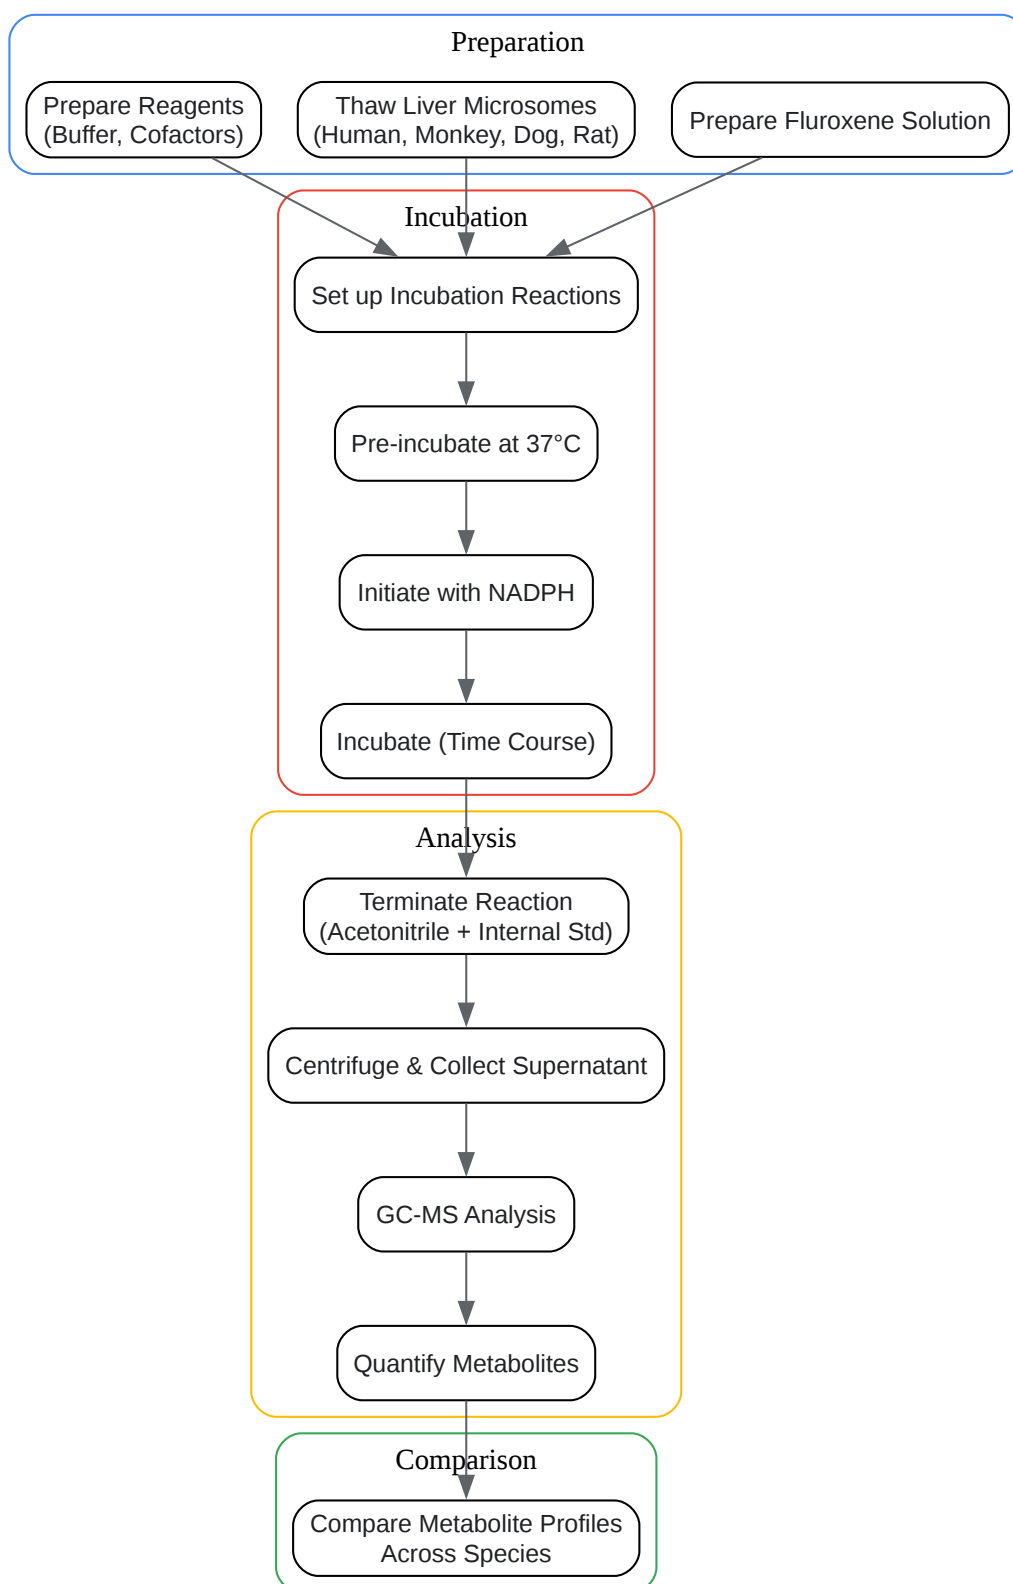 Preparation
Prepare Reagents
(Buffer, Cofactors)
Thaw Liver Microsomes
(Human, Monkey, Dog, Rat)
Prepare Fluroxene Solution
Incubation
Set up Incubation Reactions
Pre-incubate at 37°C
Initiate with NADPH
Incubate (Time Course)
Analysis
Terminate Reaction
(Acetonitrile + Internal Std)
Centrifuge & Collect Supernatant
GC-MS Analysis
Quantify Metabolites
Comparison
Compare Metabolite Profiles
Across Species